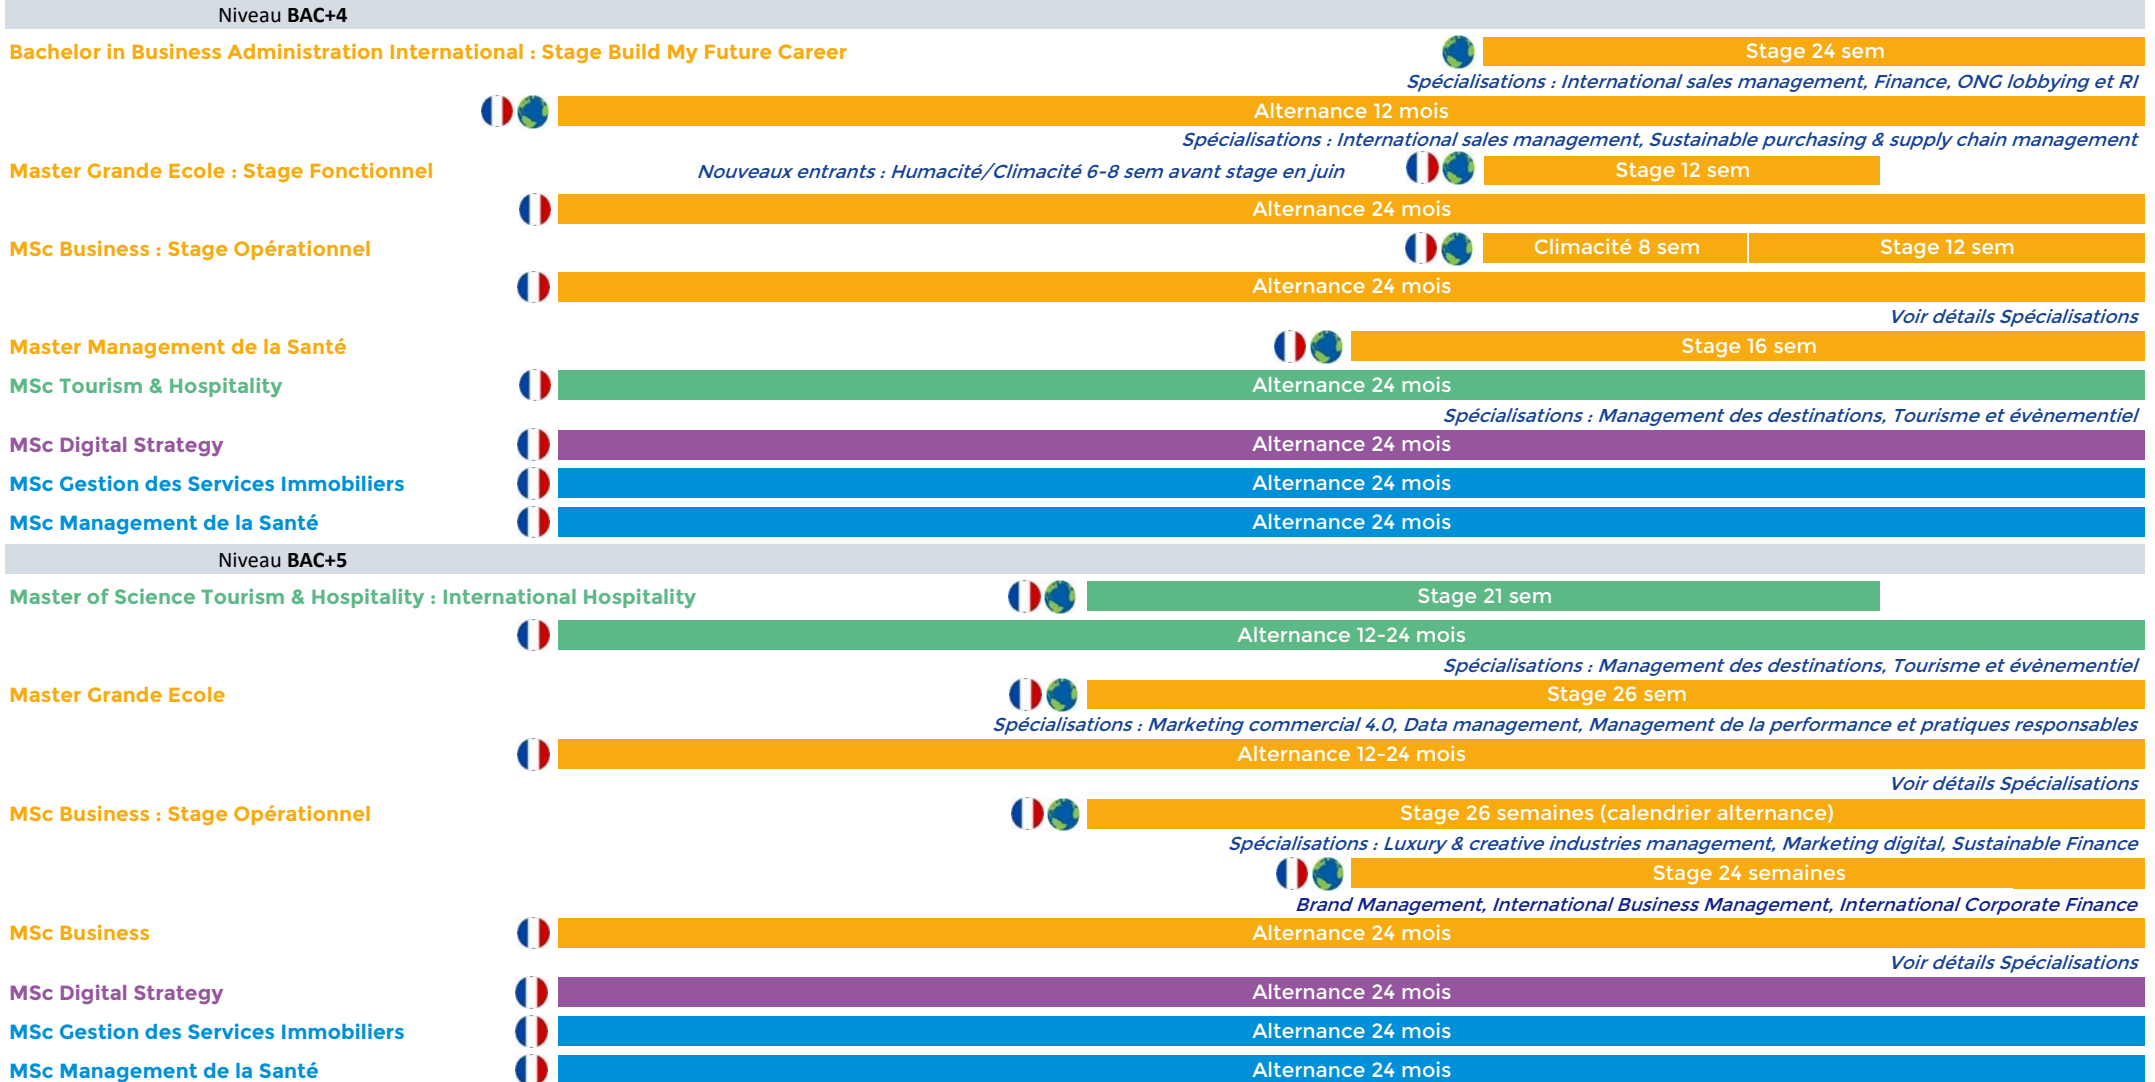 Niveau BAC+4
Bachelor in Business Administration International : Stage Build My Future Career
Stage 24 sem
Spécialisations : International sales management, Finance, ONG lobbying et RI
Alternance 12 mois
Spécialisations : International sales management, Sustainable purchasing & supply chain management
Master Grande Ecole : Stage Fonctionnel
Nouveaux entrants : Humacité/Climacité 6-8 sem avant stage en juin
Stage 12 sem
Alternance 24 mois
MSc Business : Stage Opérationnel
Climacité 8 sem
Stage 12 sem
Alternance 24 mois
Voir détails Spécialisations
Master Management de la Santé
Stage 16 sem
MSc Tourism & Hospitality
Alternance 24 mois
Spécialisations : Management des destinations, Tourisme et évènementiel
MSc Digital Strategy
Alternance 24 mois
MSc Gestion des Services Immobiliers
Alternance 24 mois
MSc Management de la Santé
Alternance 24 mois
Niveau BAC+5
Master of Science Tourism & Hospitality : International Hospitality
Stage 21 sem
Alternance 12-24 mois
Spécialisations : Management des destinations, Tourisme et évènementiel
Master Grande Ecole
Stage 26 sem
Spécialisations : Marketing commercial 4.0, Data management, Management de la performance et pratiques responsables
Alternance 12-24 mois
Voir détails Spécialisations
MSc Business : Stage Opérationnel
Stage 26 semaines (calendrier alternance)
Spécialisations : Luxury & creative industries management, Marketing digital, Sustainable Finance
Stage 24 semaines
Brand Management, International Business Management, International Corporate Finance
MSc Business
Alternance 24 mois
Voir détails Spécialisations
MSc Digital Strategy
Alternance 24 mois
MSc Gestion des Services Immobiliers
Alternance 24 mois
MSc Management de la Santé
Alternance 24 mois